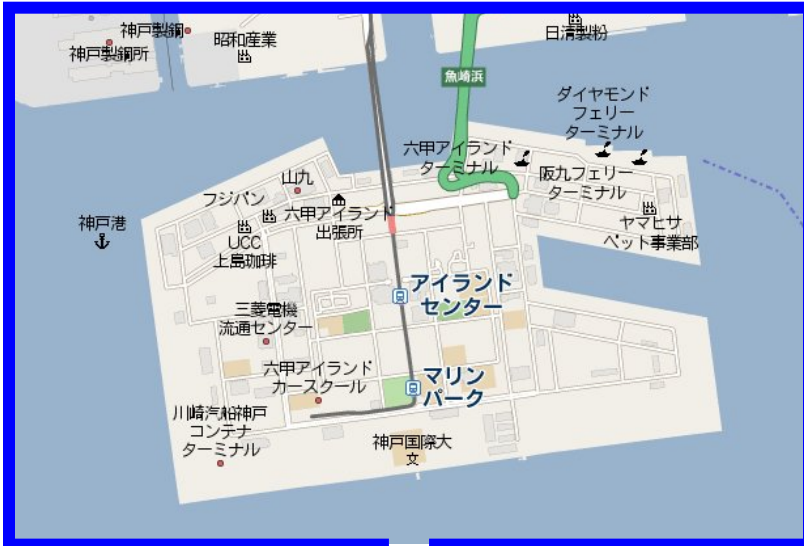 神戸製鋼
神戸製鋼所
昭和産業
日清製粉
魚崎浜
ダイヤモンド
フェリー
ターミナル
六甲アイランド
ターミナル
阪九フェリー
ターミナル
山九
フジパン
六甲アイランド
出張所
神戸港
UCC
上島珈琲
ヤマヒサ
ペット事業部
アイランド
センター
三菱電機
流通センター
六甲アイランド
カースクール
マリン
パーク
川崎汽船神戸
コンテナ
ターミナル
神戸国際大
文